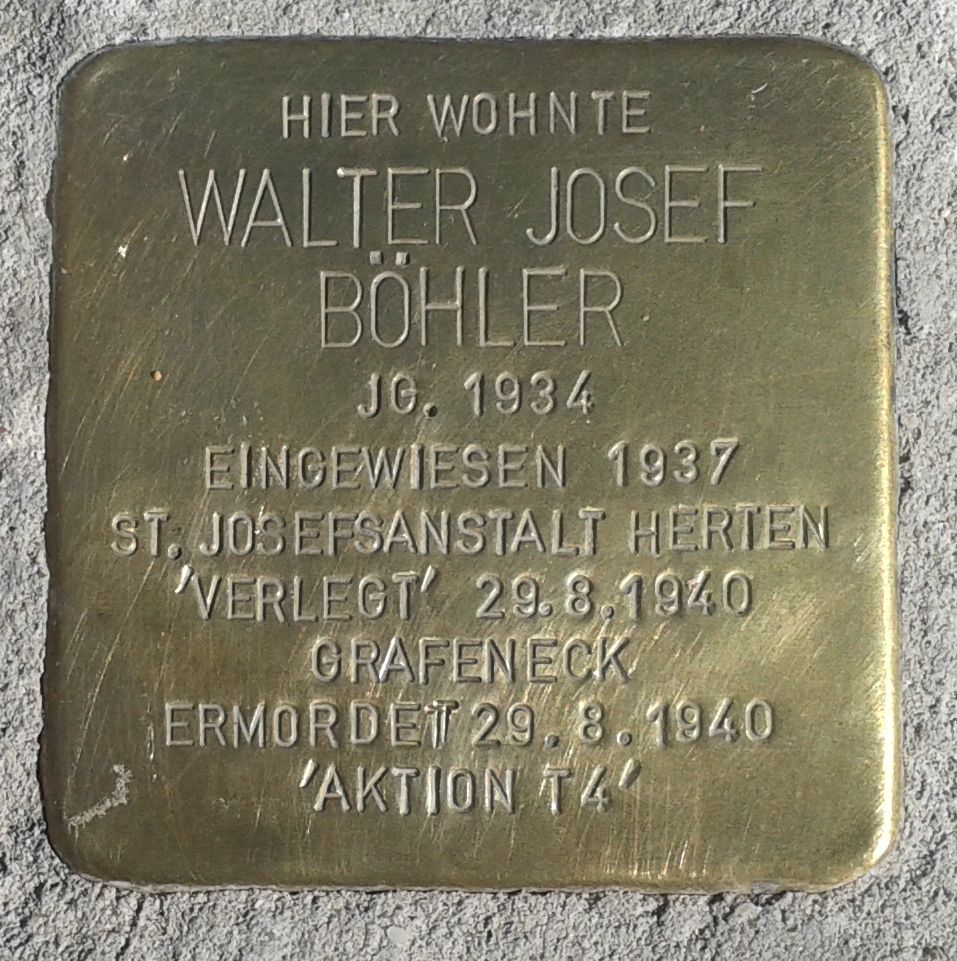 HIER WOHNTE
WALTER JOSEF
BÖHLER
JG. 1934
EINGEWIESEN 1937
ST. JOSEFSANSTALT HERTEN
'VERLEGT' 29.8.1940
GRAFENECK
ERMORDET 29.8.1940
'AKTION T4'